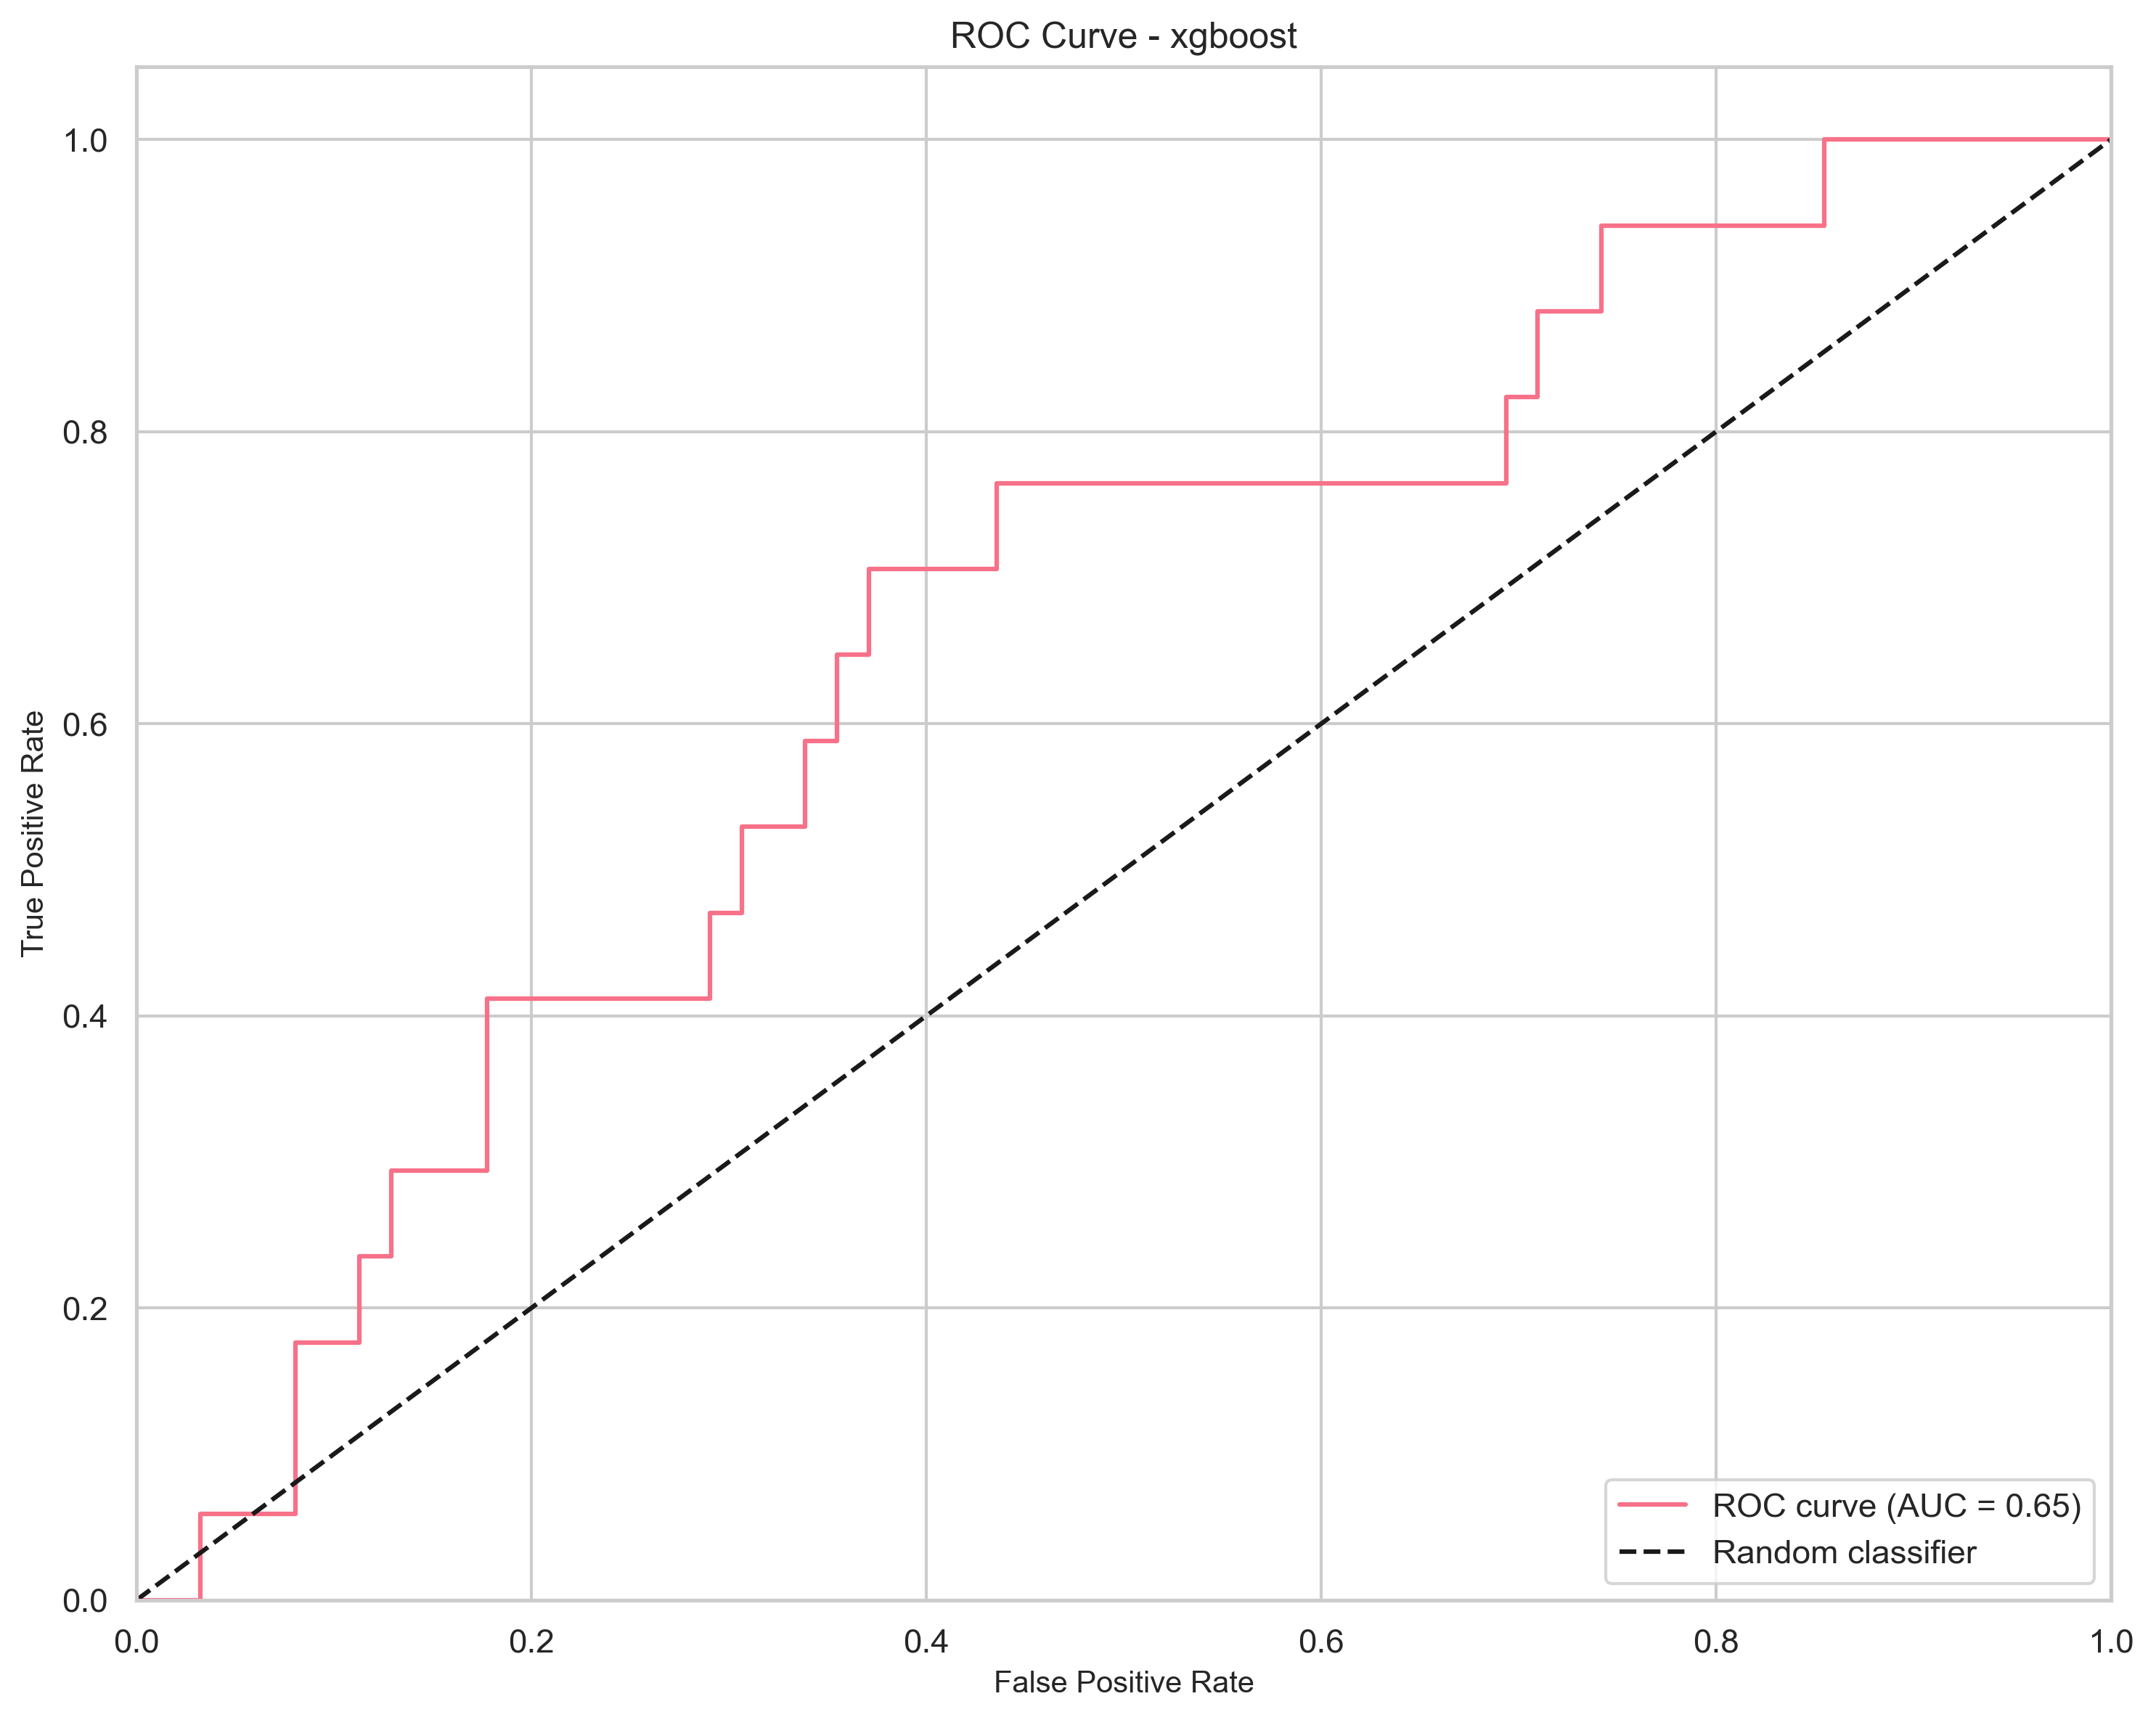 ROC Curve - xgboost
1.0
0.8
0.6
0.4
0.2
0.0
True Positive Rate
0.0 0.2 0.4 0.6 0.8 1.0
False Positive Rate
ROC curve (AUC = 0.65)
Random classifier